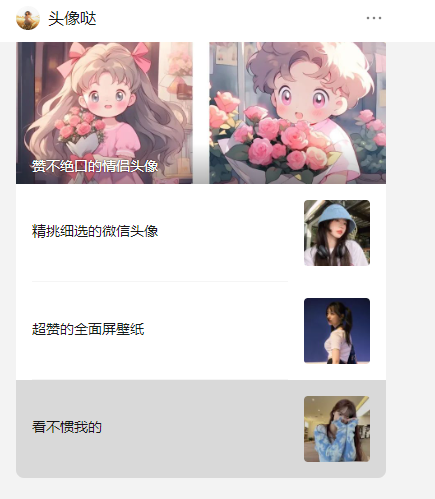 头像哒
赞不绝口的情侣头像
精挑细选的微信头像
超赞的全面屏壁纸
看不惯我的